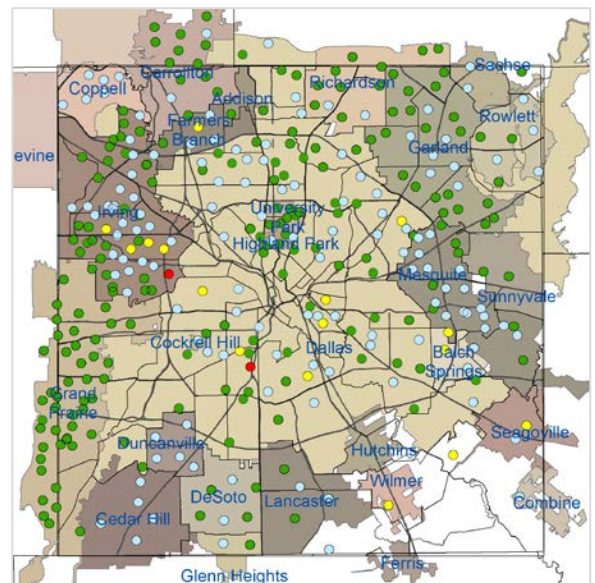 Sachse
Carrollton
Richardson
Coppell
Addison
Rowlett
Farmers
Branch
Garland
evine
Irving
University
Park
Highland Park
Mesquite
Sunnyvale
Cockrell Hill
Dallas
Balch
Springs
Grand
Prairie
Seagoville
Duncanville
Hutchins
Wilmer
DeSoto
Lancaster
Combine
Cedar Hill
Ferris
Glenn Heights